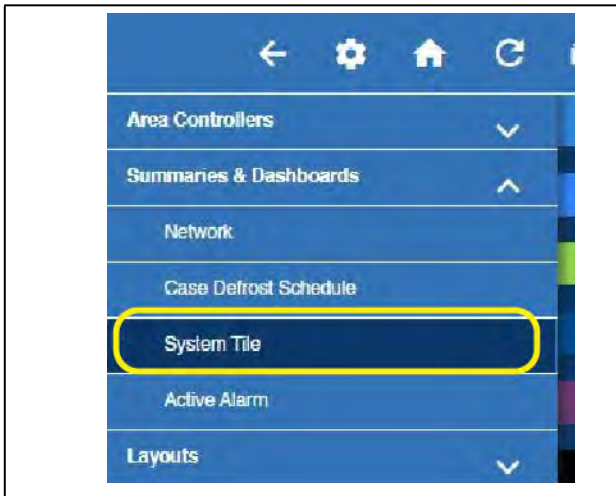 Area Controllers
Summaries & Dashboards
Network
Case Defrost Schedule
System Tile
Active Alarm
Layouts